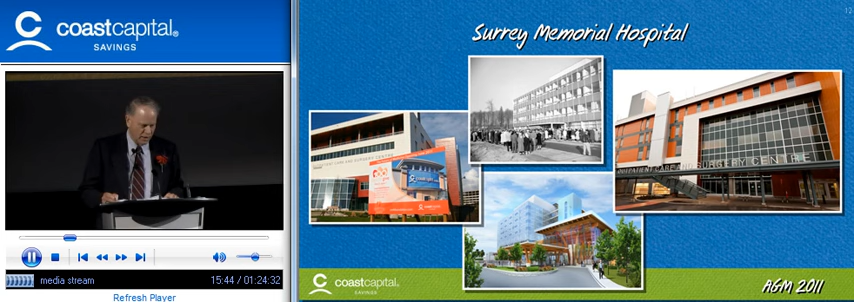 coastcapital®
SAVINGS
media stream
15:44 / 01:24:32
Refresh Player
12
Surrey Memorial Hospital
OUTPATIENT CARE AND SURGERY CENTRE
coastcapital®
SAVINGS
AGM 2011